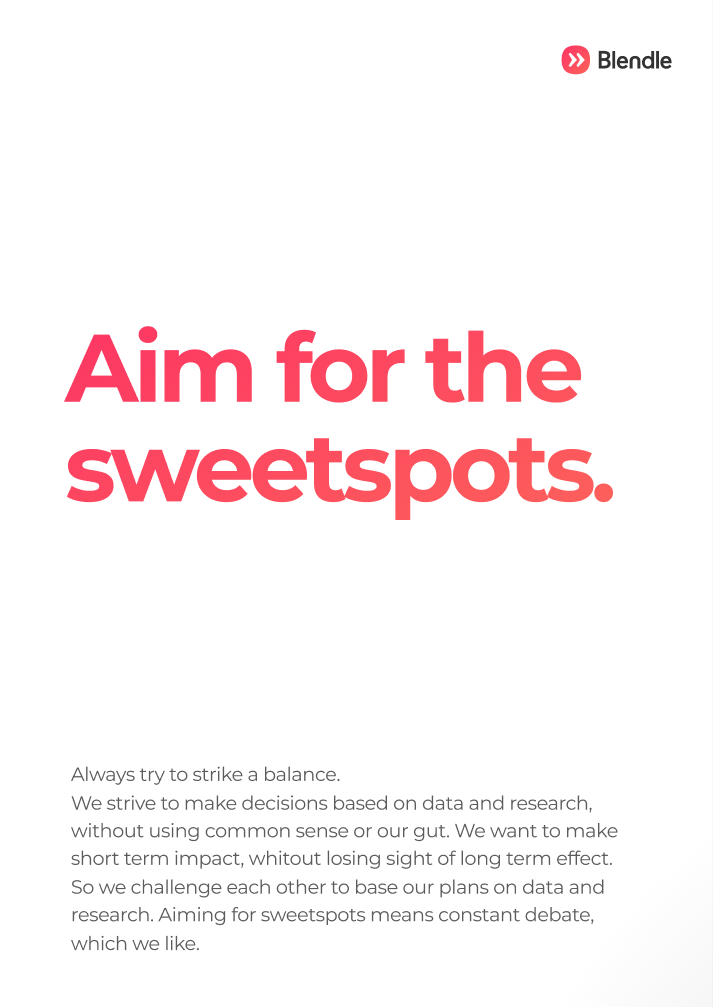 Blendle
Aim for the
sweetspots.
Always try to strike a balance.
We strive to make decisions based on data and research,
without using common sense or our gut. We want to make
short term impact, whitout losing sight of long term effect.
So we challenge each other to base our plans on data and
research. Aiming for sweetspots means constant debate,
which we like.